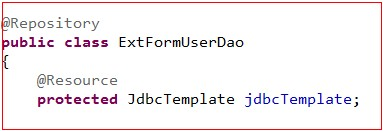 @Repository
public class ExtFormUserDao
{
    @Resource
    protected JdbcTemplate jdbcTemplate;